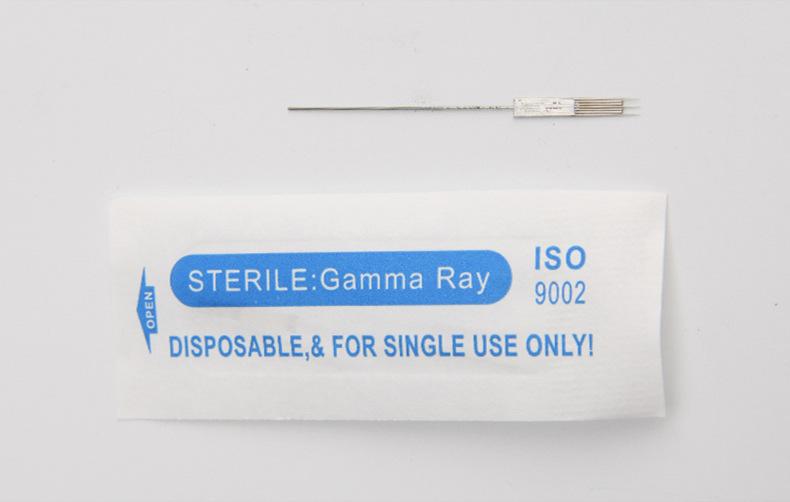 STERILE:Gamma Ray
ISO
9002
OPEN
DISPOSABLE,& FOR SINGLE USE ONLY!